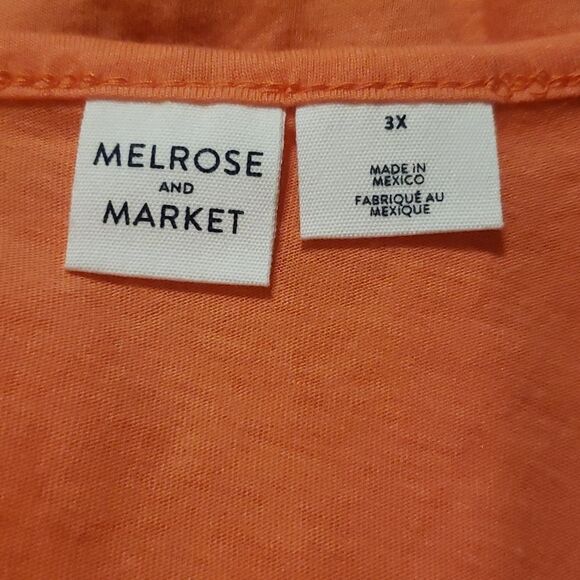 MELROSE
AND
MARKET
3X
MADE IN
MEXICO
FABRIQUÉ AU
MEXIQUE